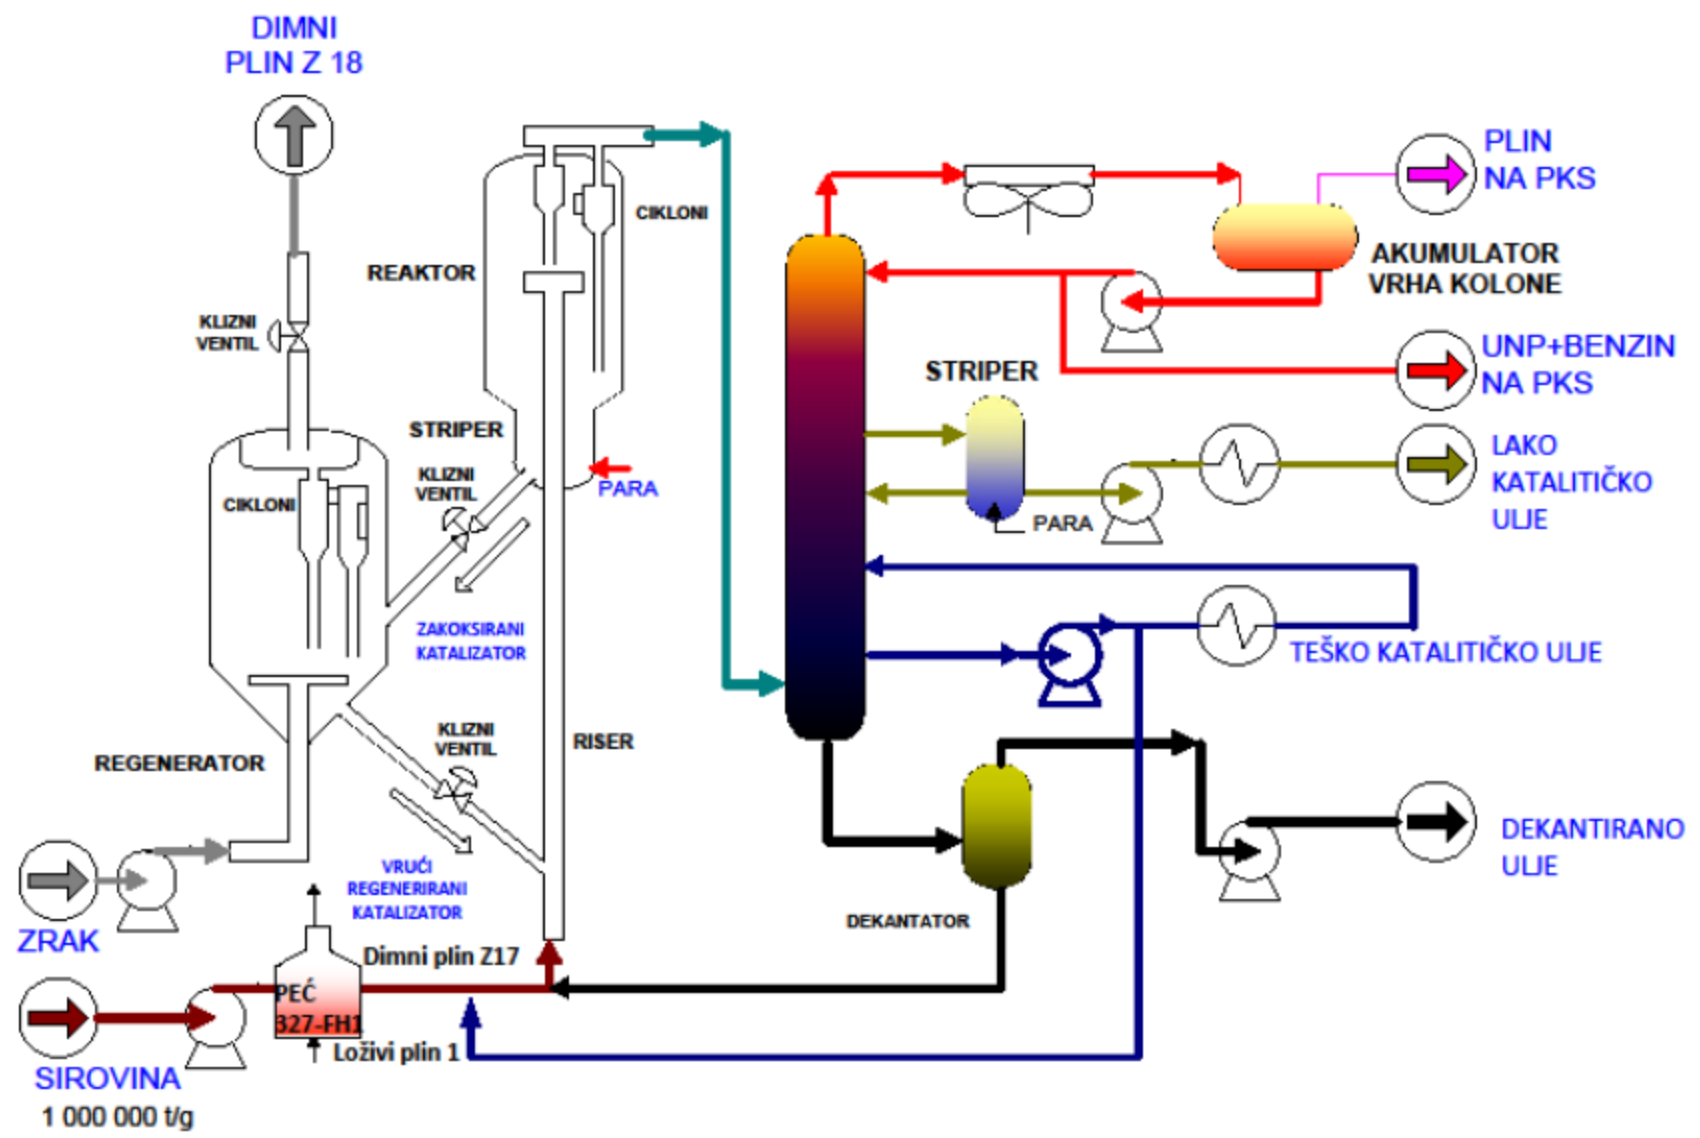 DIMNI
PLIN Z 18
PLIN
NA PKS
CIKLONI
REAKTOR
AKUMULATOR
VRHA KOLONE
KLIZNI
VENTIL
UNP+BENZIN
NA PKS
STRIPER
STRIPER
KLIZNI
VENTIL
LAKO
KATALITIČKO
ULJE
CIKLONI
PARA
PARA
ZAKOKSIRANI
KATALIZATOR
TEŠKO KATALITIČKO ULJE
KLIZNI
VENTIL
RISER
REGENERATOR
DEKANTIRANO
ULJE
VRUĆI
REGENERIRANI
KATALIZATOR
DEKANTATOR
ZRAK
Dimni plin Z17
PEĆ
327-FH1
Loživi plin 1
SIROVINA
1 000 000 t/g